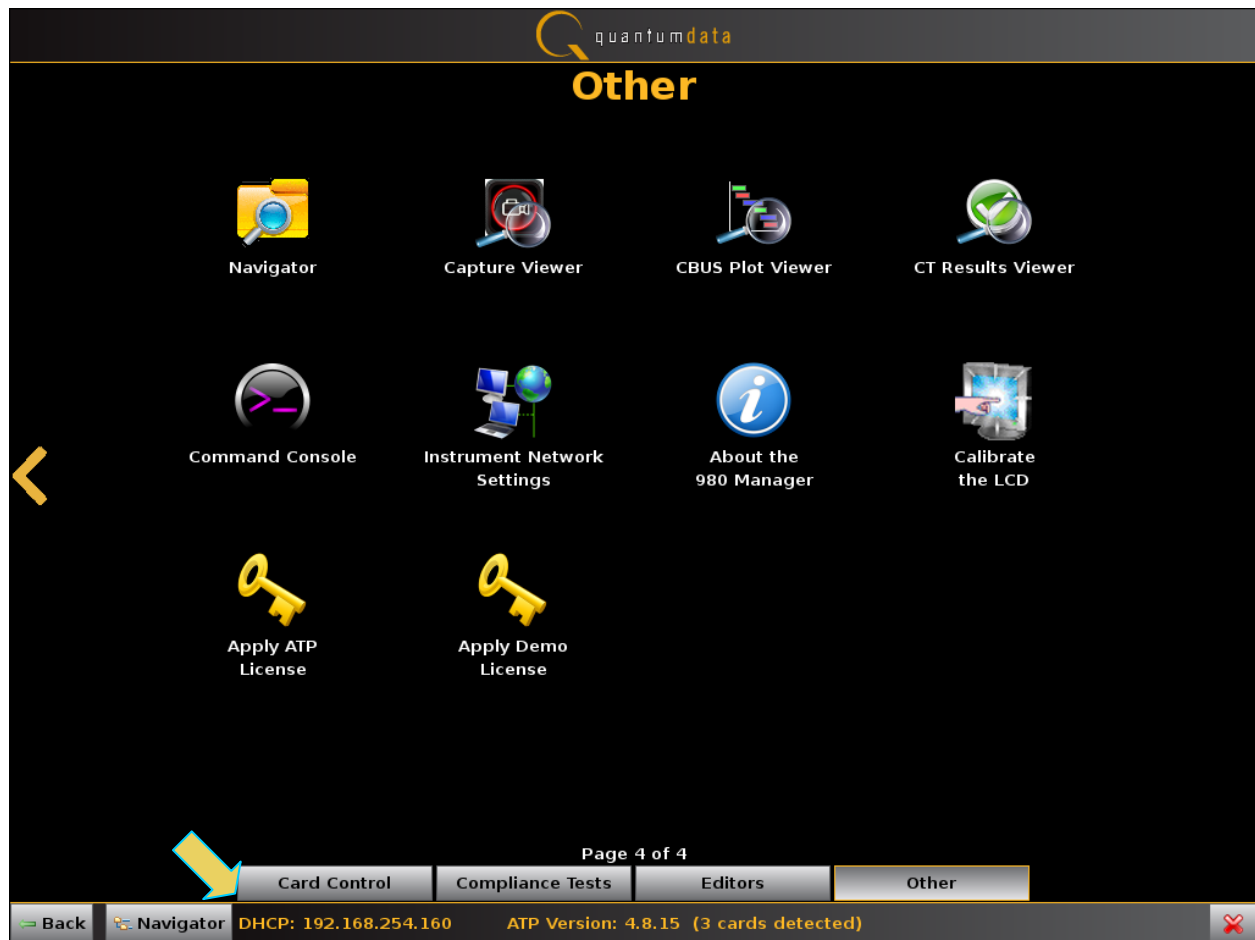 quantumdata
Other
Navigator
Capture Viewer
CBUS Plot Viewer
CT Results Viewer
Command Console
Instrument Network
Settings
About the
980 Manager
Calibrate
the LCD
Apply ATP
License
Apply Demo
License
Page 4 of 4
Card Control
Compliance Tests
Editors
Other
Back
Navigator
DHCP: 192.168.254.160
ATP Version: 4.8.15 (3 cards detected)